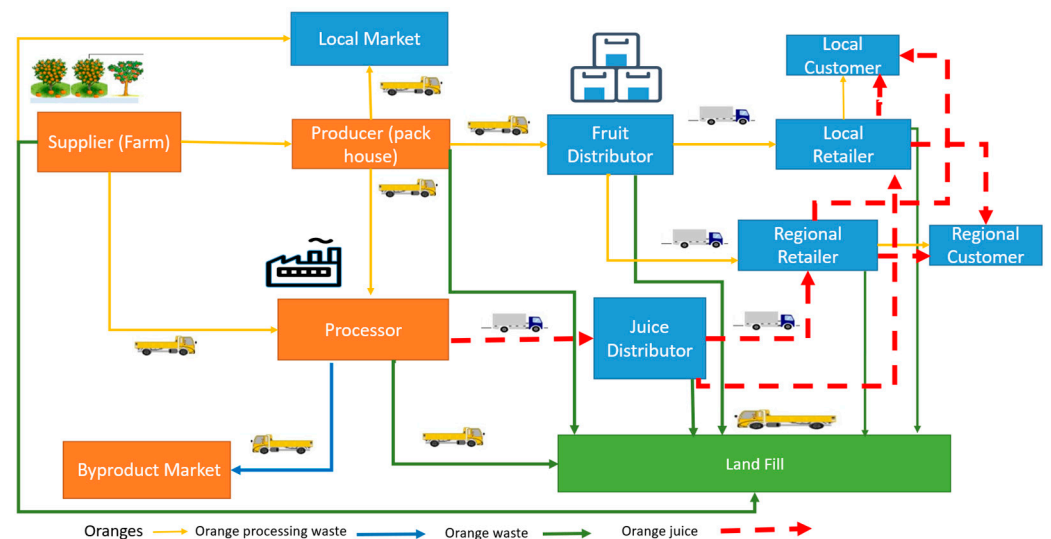 Local Market
Local
Customer
Supplier (Farm)
Producer (pack
house)
Fruit
Distributor
Local
Retailer
Regional
Retailer
Regional
Customer
Processor
Juice
Distributor
Byproduct Market
Land Fill
Oranges
Orange processing waste
Orange waste
Orange juice